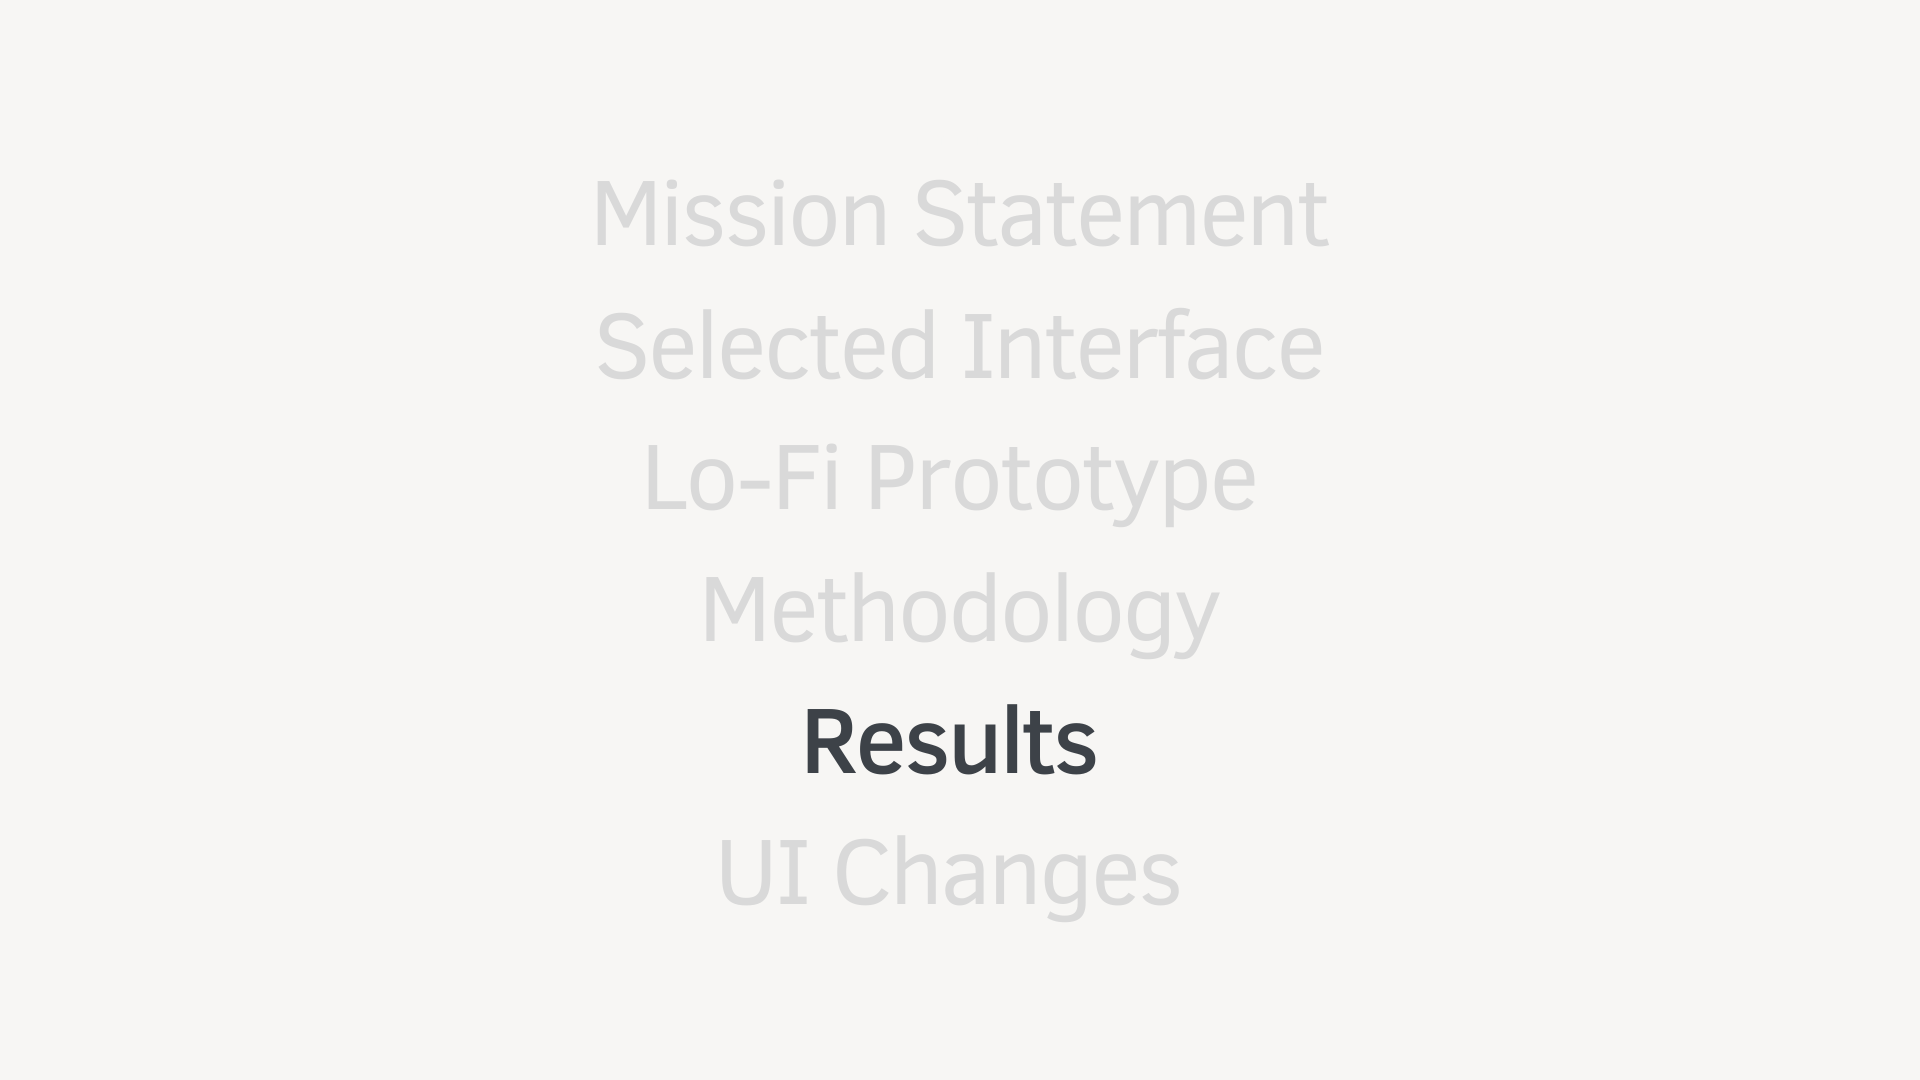 Mission Statement
Selected Interface
Lo-Fi Prototype
Methodology
Results
UI Changes